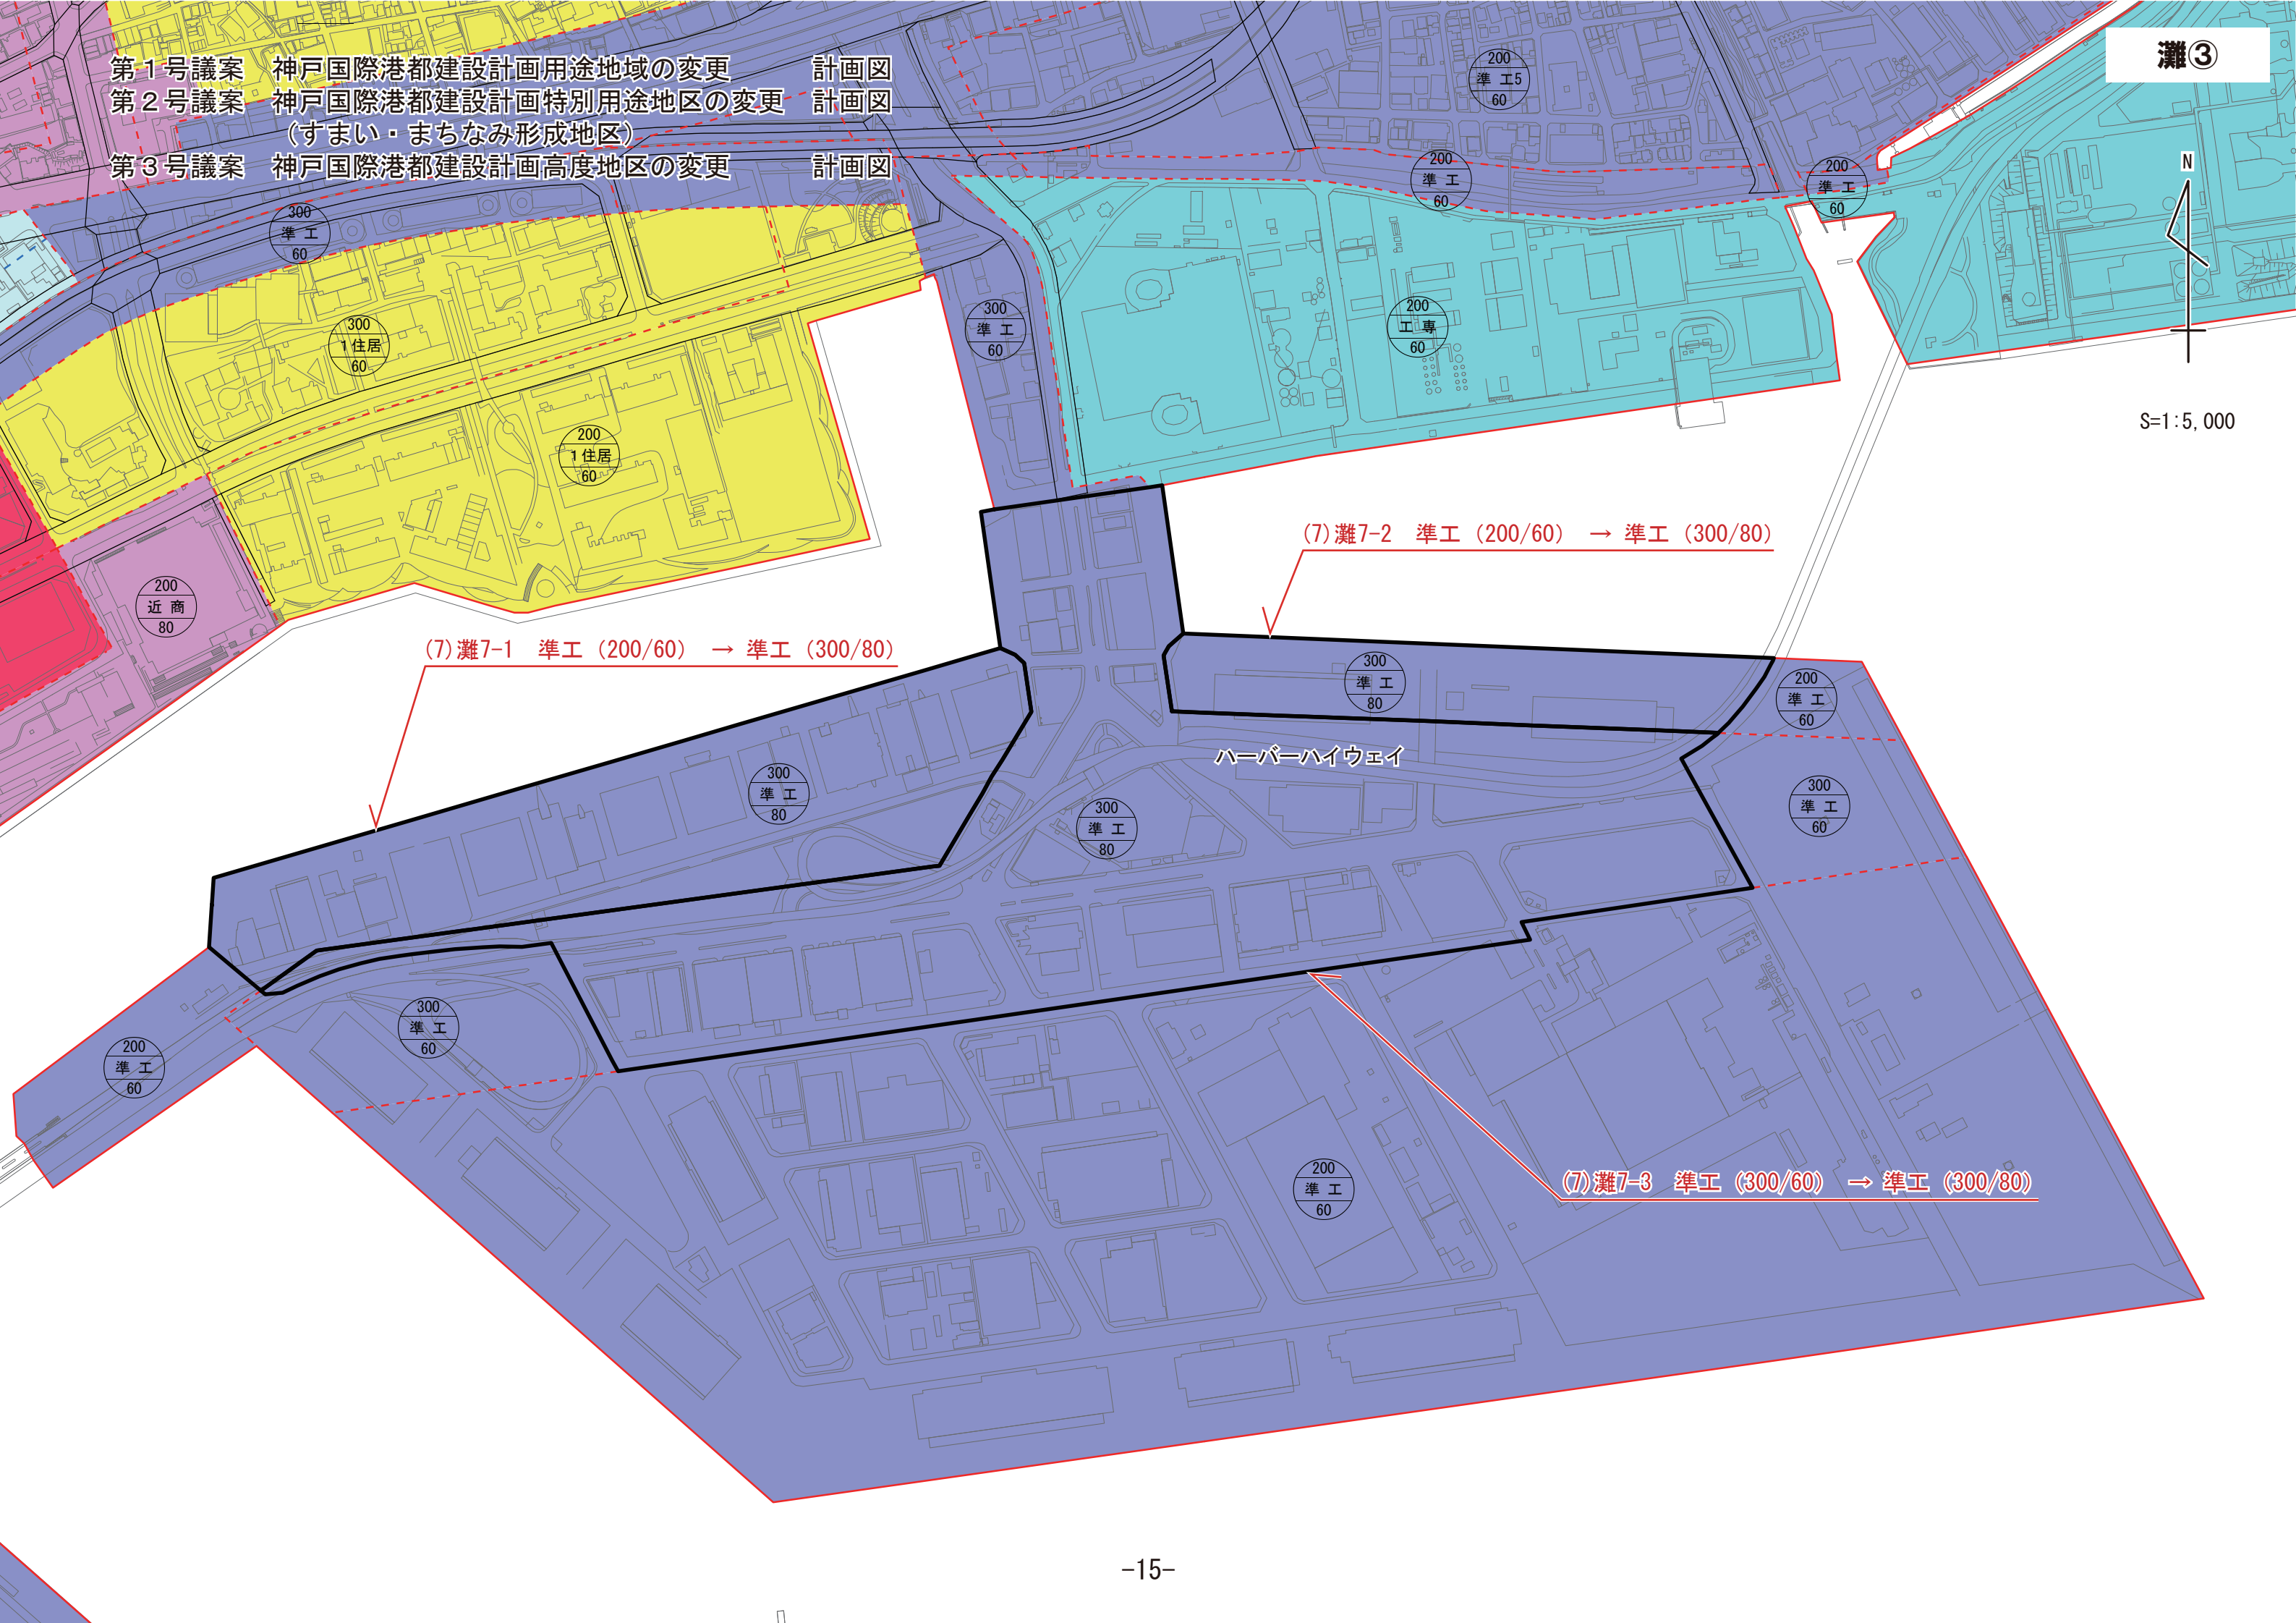 第１号議案　神戸国際港都建設計画用途地域の変更　　　計画図
第２号議案　神戸国際港都建設計画特別用途地区の変更　計画図
（すまい・まちなみ形成地区）
第３号議案　神戸国際港都建設計画高度地区の変更　　　計画図
灘③
N
S=1:5,000
200
準 工5
60
200
準 工
60
200
準 工
60
300
準 工
60
300
1 住居
60
300
準 工
60
200
工 専
60
200
1 住居
60
200
近 商
80
(7)灘7-2　準工（200/60）　→ 準工（300/80）
(7)灘7-1　準工（200/60）　→ 準工（300/80）
300
準 工
80
200
準 工
60
ハーバーハイウェイ
300
準 工
80
300
準 工
80
300
準 工
60
300
準 工
60
200
準 工
60
200
準 工
60
(7)灘7-3　準工（300/60）　→ 準工（300/80）
-15-